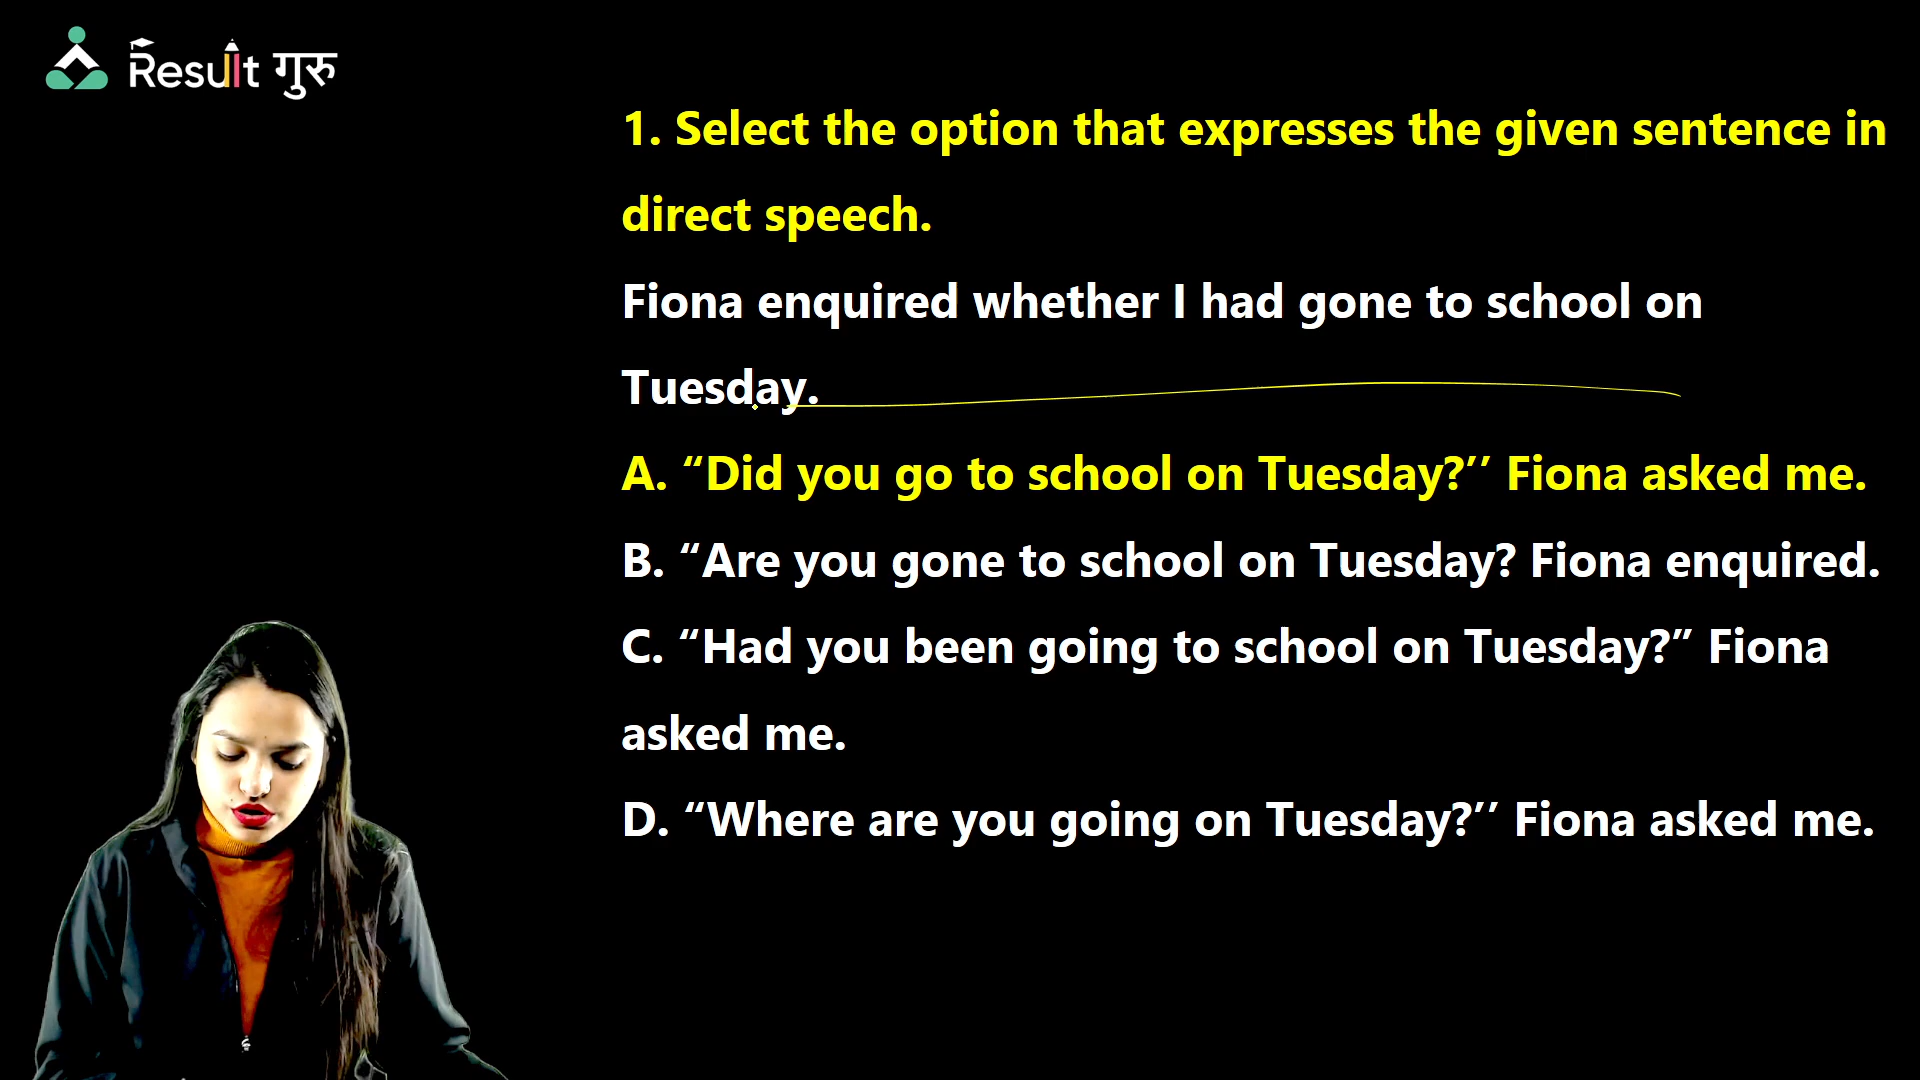 Result गुरु
1. Select the option that expresses the given sentence in
direct speech.
Fiona enquired whether I had gone to school on
Tuesday.
A. “Did you go to school on Tuesday?’’ Fiona asked me.
B. “Are you gone to school on Tuesday? Fiona enquired.
C. “Had you been going to school on Tuesday?” Fiona
asked me.
D. “Where are you going on Tuesday?’’ Fiona asked me.